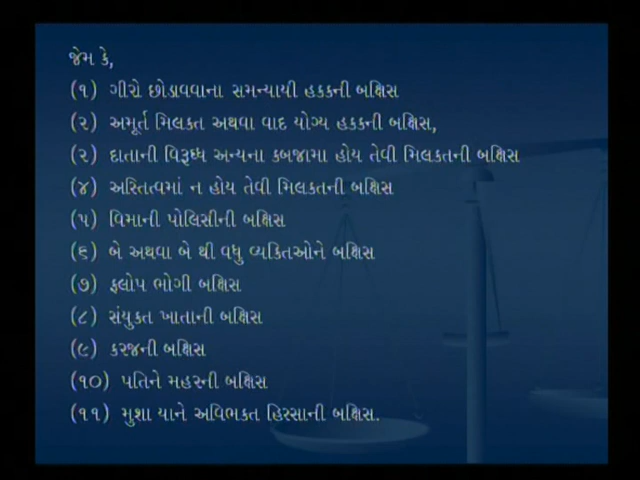 જેમ કે,
(૧) ગીરો છોડાવવાના સમન્યાયી હકકની બક્ષિસ
(૨) અમૂર્ત મિલકત અથવા વાદ યોગ્ય હકકની બક્ષિસ,
(૨) દાતાની વિરૂધ્ધ અન્યના કબજામા હોય તેવી મિલકતની બક્ષિસ
(૪) અસ્તિત્વમાં ન હોય તેવી મિલકતની બક્ષિસ
(૫) વિમાની પોલિસીની બક્ષિસ
(૬) બે અથવા બે થી વધુ વ્યકિતઓને બક્ષિસ
(૭) ફલોપ ભોગી બક્ષિસ
(૮) સંયુકત ખાતાની બક્ષિસ
(૯) કરજની બક્ષિસ
(૧૦) પતિને મહરની બક્ષિસ
(૧૧) મુશા યાને અવિભકત હિસ્સાની બક્ષિસ.